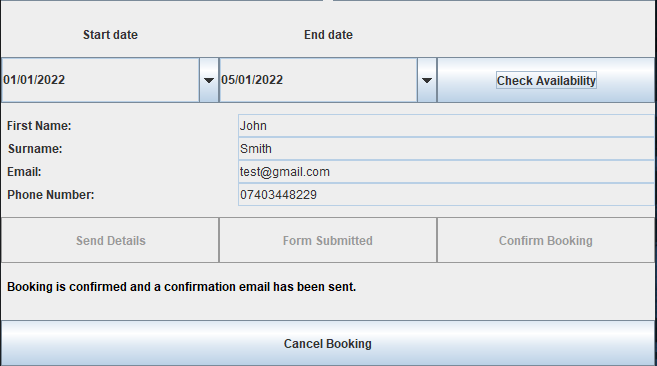 Start date End date
01/01/2022 05/01/2022 Check Availability
First Name: John
Surname: Smith
Email: test@gmail.com
Phone Number: 07403448229
Send Details Form Submitted Confirm Booking
Booking is confirmed and a confirmation email has been sent.
Cancel Booking